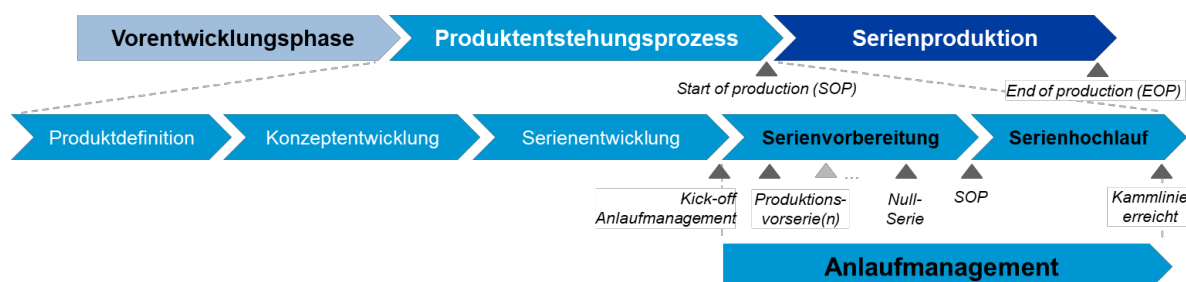 Vorentwicklungsphase
Produktentstehungsprozess
Serienproduktion
Start of production (SOP)
End of production (EOP)
Produktdefinition
Konzeptentwicklung
Serienentwicklung
Serienvorbereitung
Serienhochlauf
...
Kick-off
Anlaufmanagement
Produktions-
vorserie(n)
Null-
Serie
SOP
Kammlinie
erreicht
Anlaufmanagement